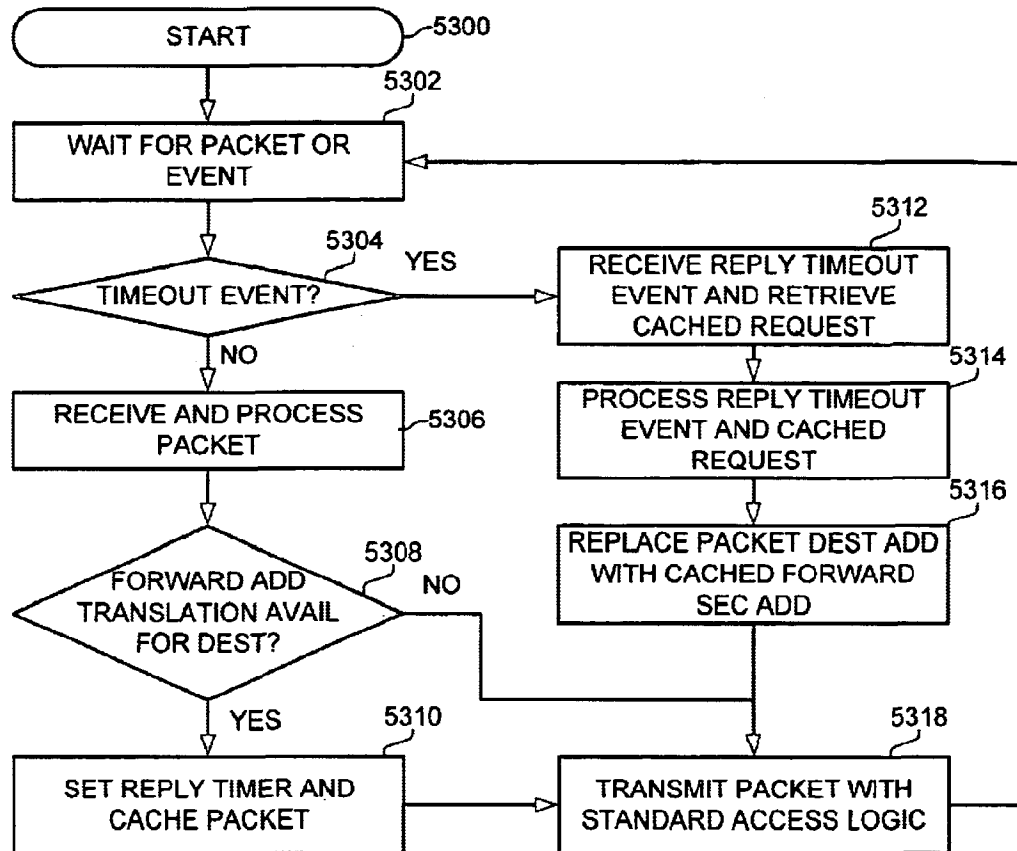 START
5300
5302
WAIT FOR PACKET OR
EVENT
5304
TIMEOUT EVENT?
YES
NO
5312
RECEIVE REPLY TIMEOUT
EVENT AND RETRIEVE
CACHED REQUEST
RECEIVE AND PROCESS
PACKET
5306
5314
PROCESS REPLY TIMEOUT
EVENT AND CACHED
REQUEST
5308
FORWARD ADD
TRANSLATION AVAIL
FOR DEST?
NO
YES
5316
REPLACE PACKET DEST ADD
WITH CACHED FORWARD
SEC ADD
5310
SET REPLY TIMER AND
CACHE PACKET
5318
TRANSMIT PACKET WITH
STANDARD ACCESS LOGIC